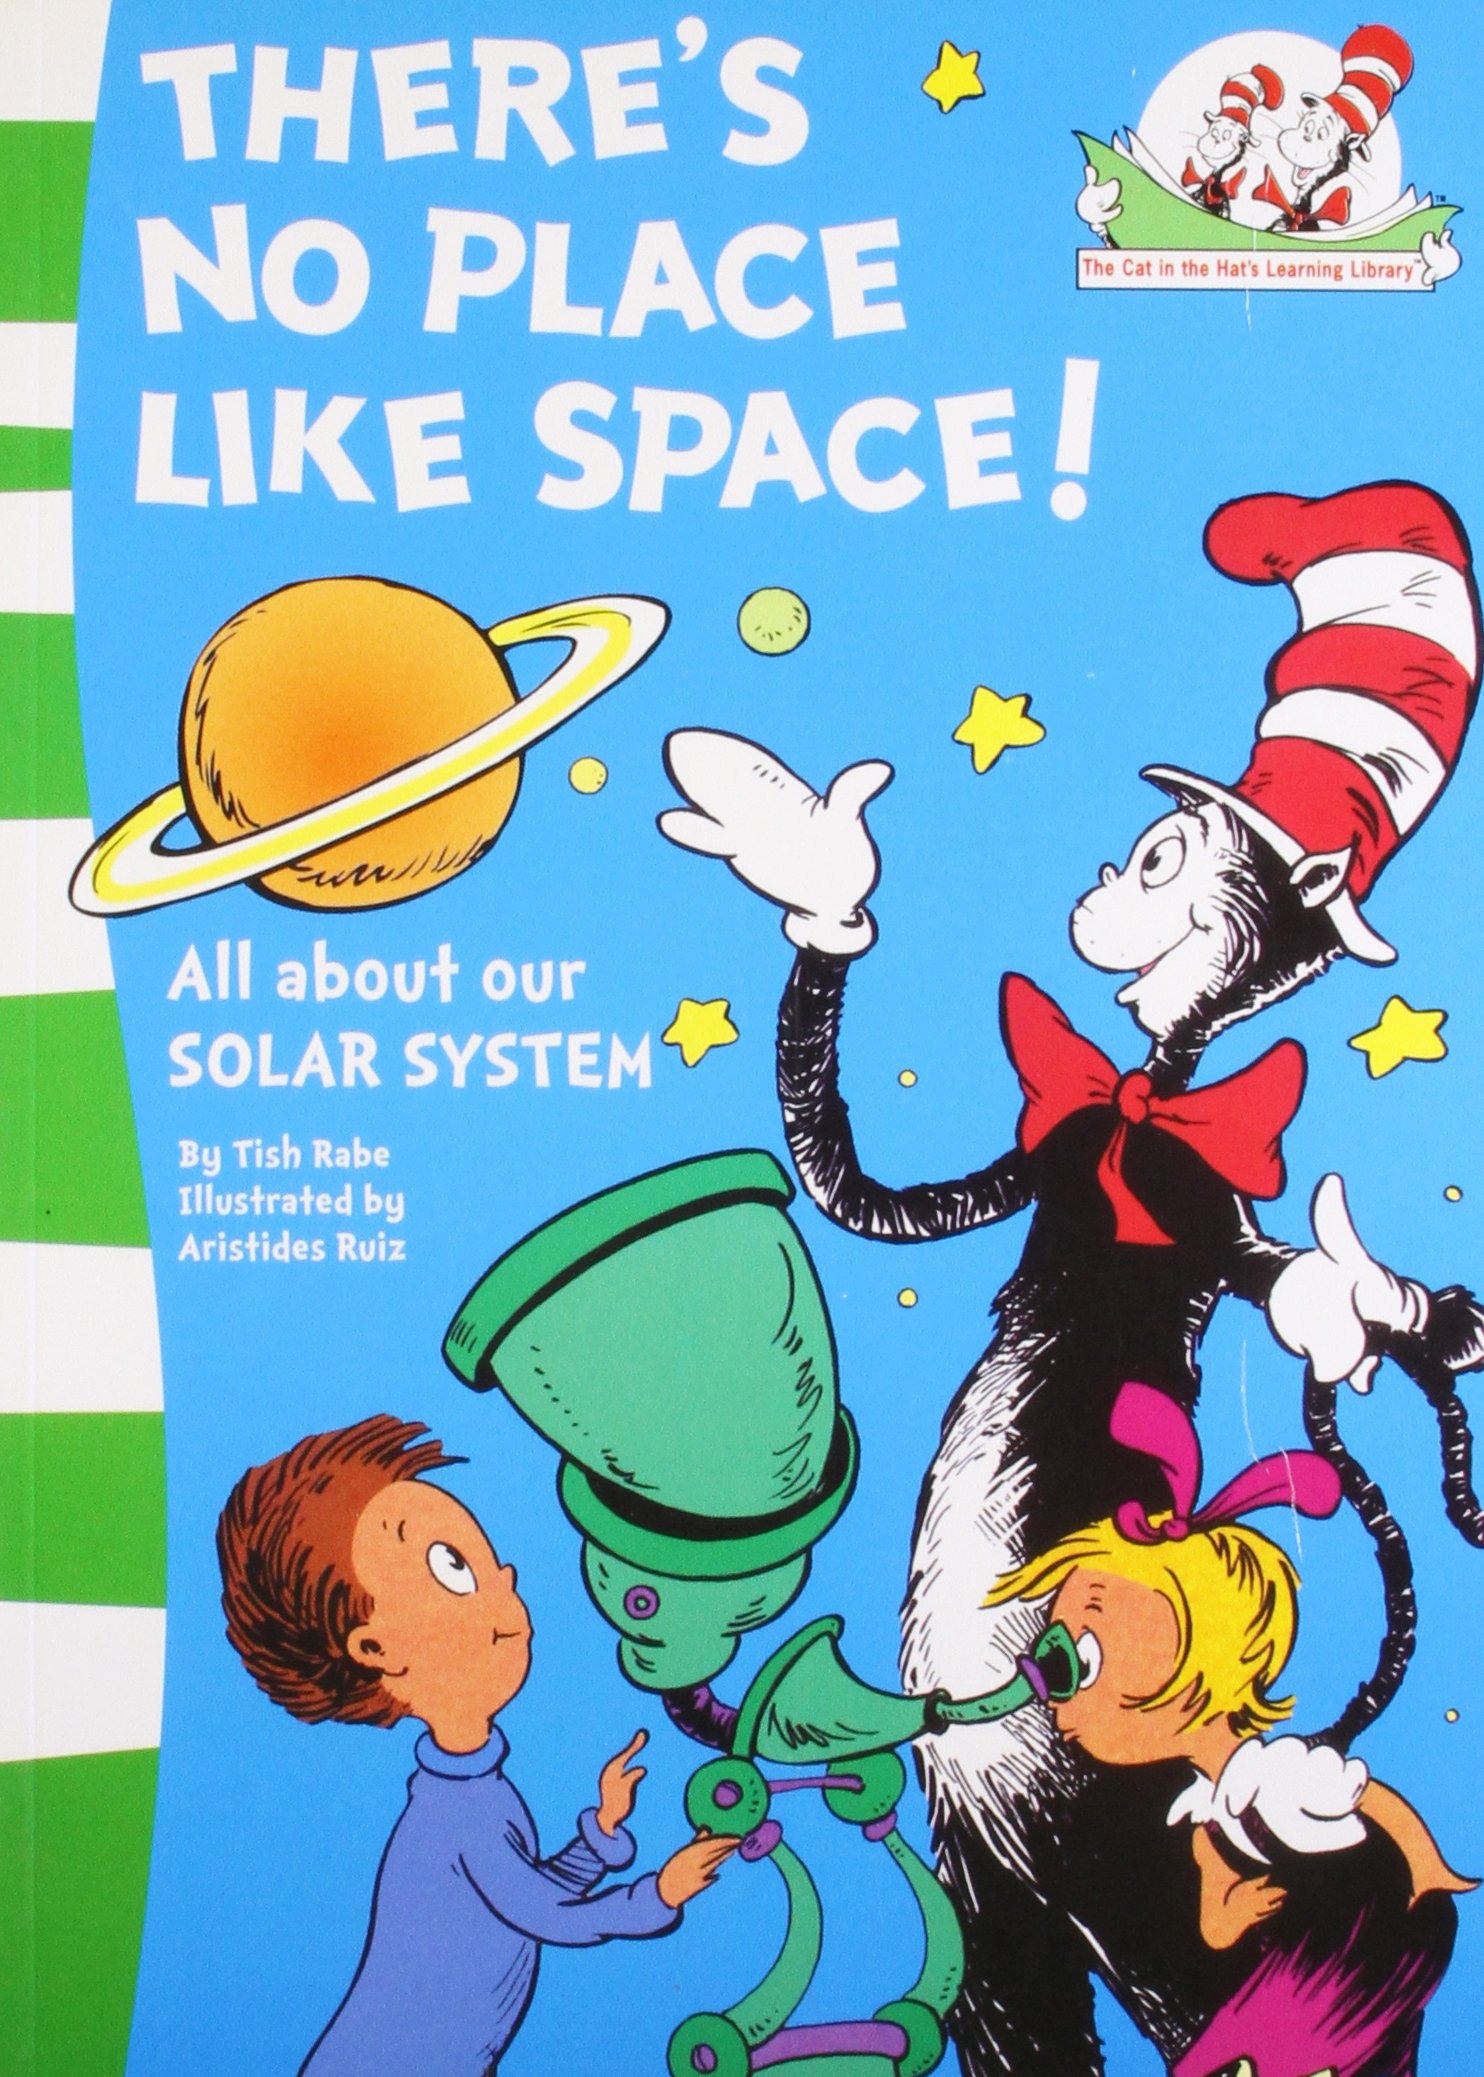 THERE'S
NO PLACE
LIKE SPACE!
The Cat in the Hat's Learning Library™
All about our
SOLAR SYSTEM
By Tish Rabe
Illustrated by
Aristides Ruiz